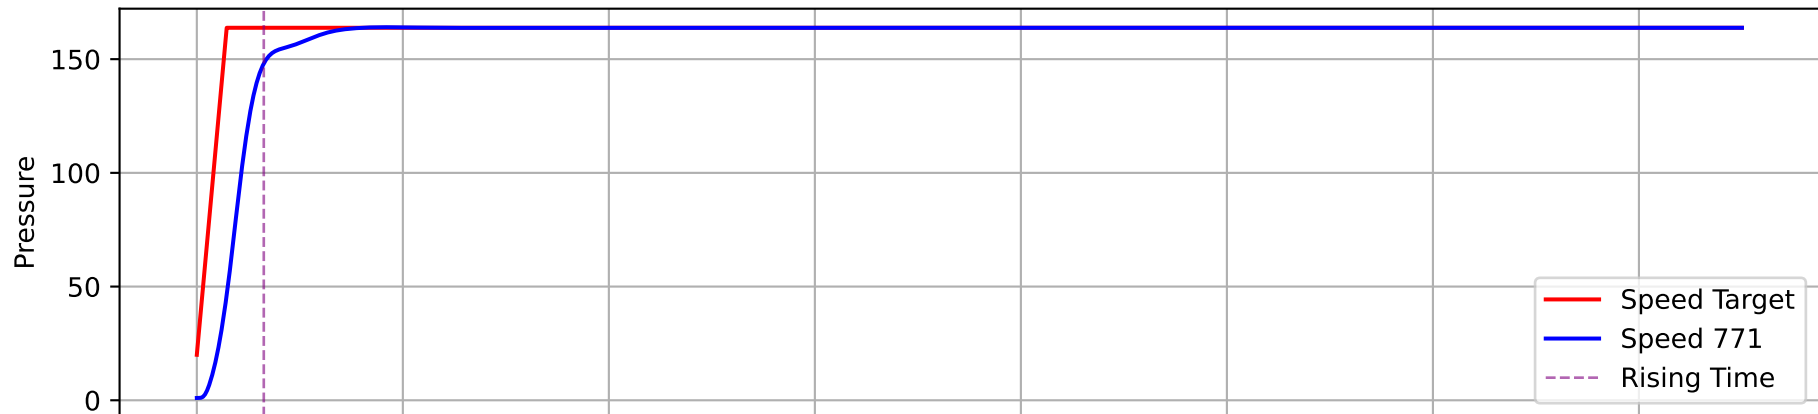 150
100
50
0
Pressure
Speed Target
Speed 771
Rising Time